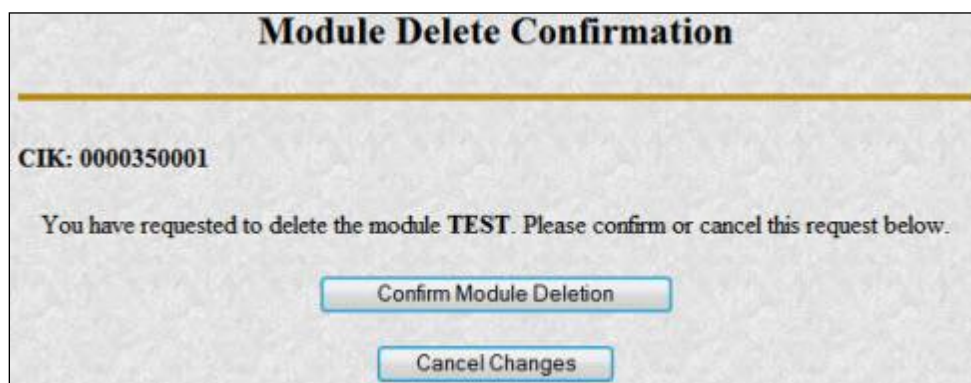 Module Delete Confirmation
CIK: 0000350001
You have requested to delete the module TEST. Please confirm or cancel this request below.
Confirm Module Deletion
Cancel Changes